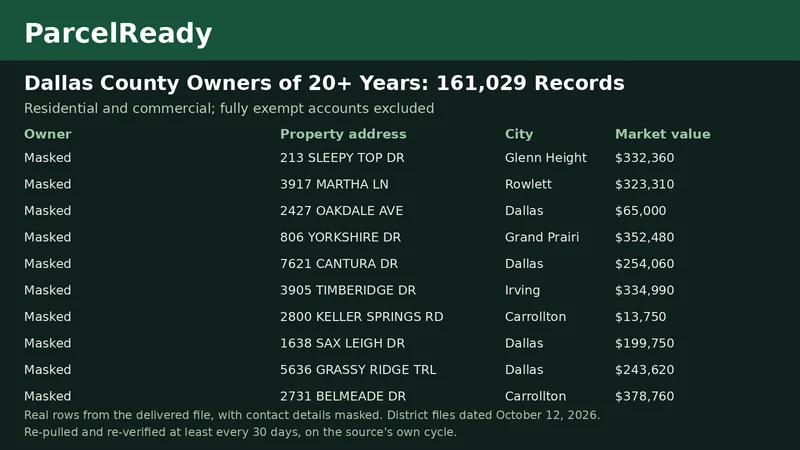 ParcelReady
Dallas County Owners of 20+ Years: 161,029 Records
Residential and commercial; fully exempt accounts excluded
Owner Property address City Market value
Masked 213 SLEEPY TOP DR Glenn Height $332,360
Masked 3917 MARTHA LN Rowlett $323,310
Masked 2427 OAKDALE AVE Dallas $65,000
Masked 806 YORKSHIRE DR Grand Prairi $352,480
Masked 7621 CANTURA DR Dallas $254,060
Masked 3905 TIMBERIDGE DR Irving $334,990
Masked 2800 KELLER SPRINGS RD Carrollton $13,750
Masked 1638 SAX LEIGH DR Dallas $199,750
Masked 5636 GRASSY RIDGE TRL Dallas $243,620
Masked 2731 BELMEADE DR Carrollton $378,760
Real rows from the delivered file, with contact details masked. District files dated October 12, 2026.
Re-pulled and re-verified at least every 30 days, on the source's own cycle.